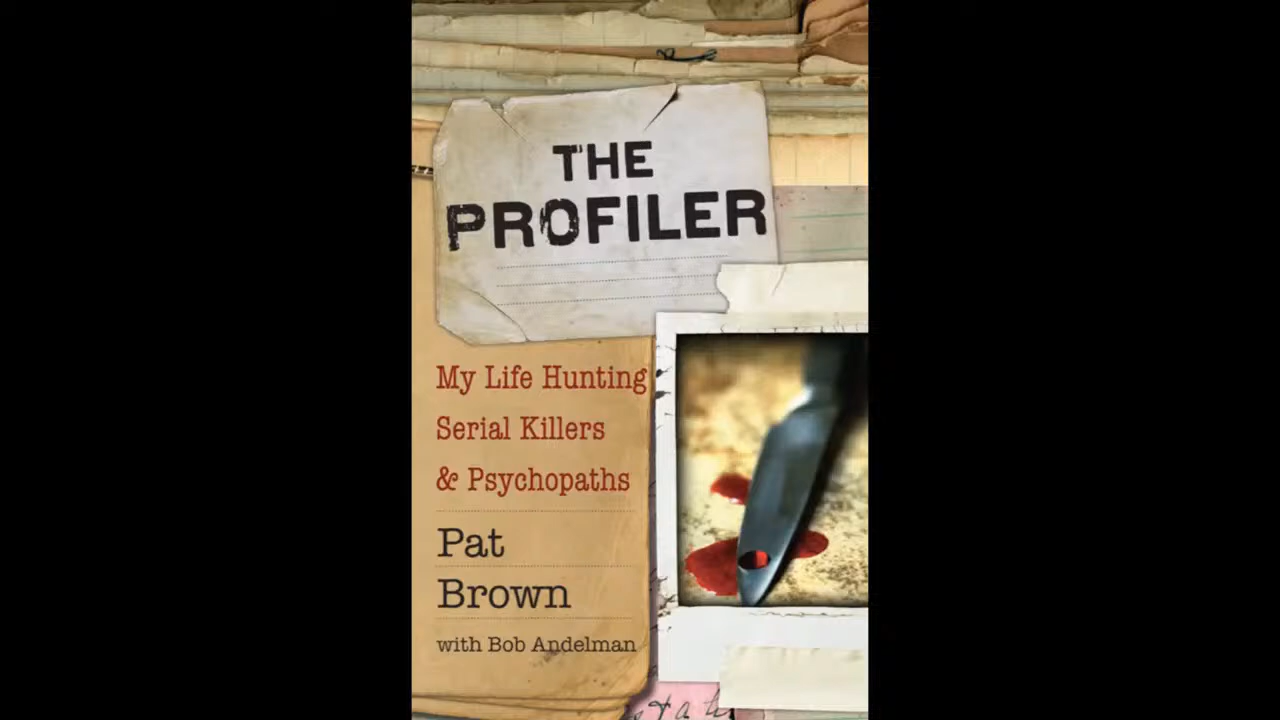 THE
PROFILER
My Life Hunting
Serial Killers
& Psychopaths
Pat
Brown
with Bob Andelman